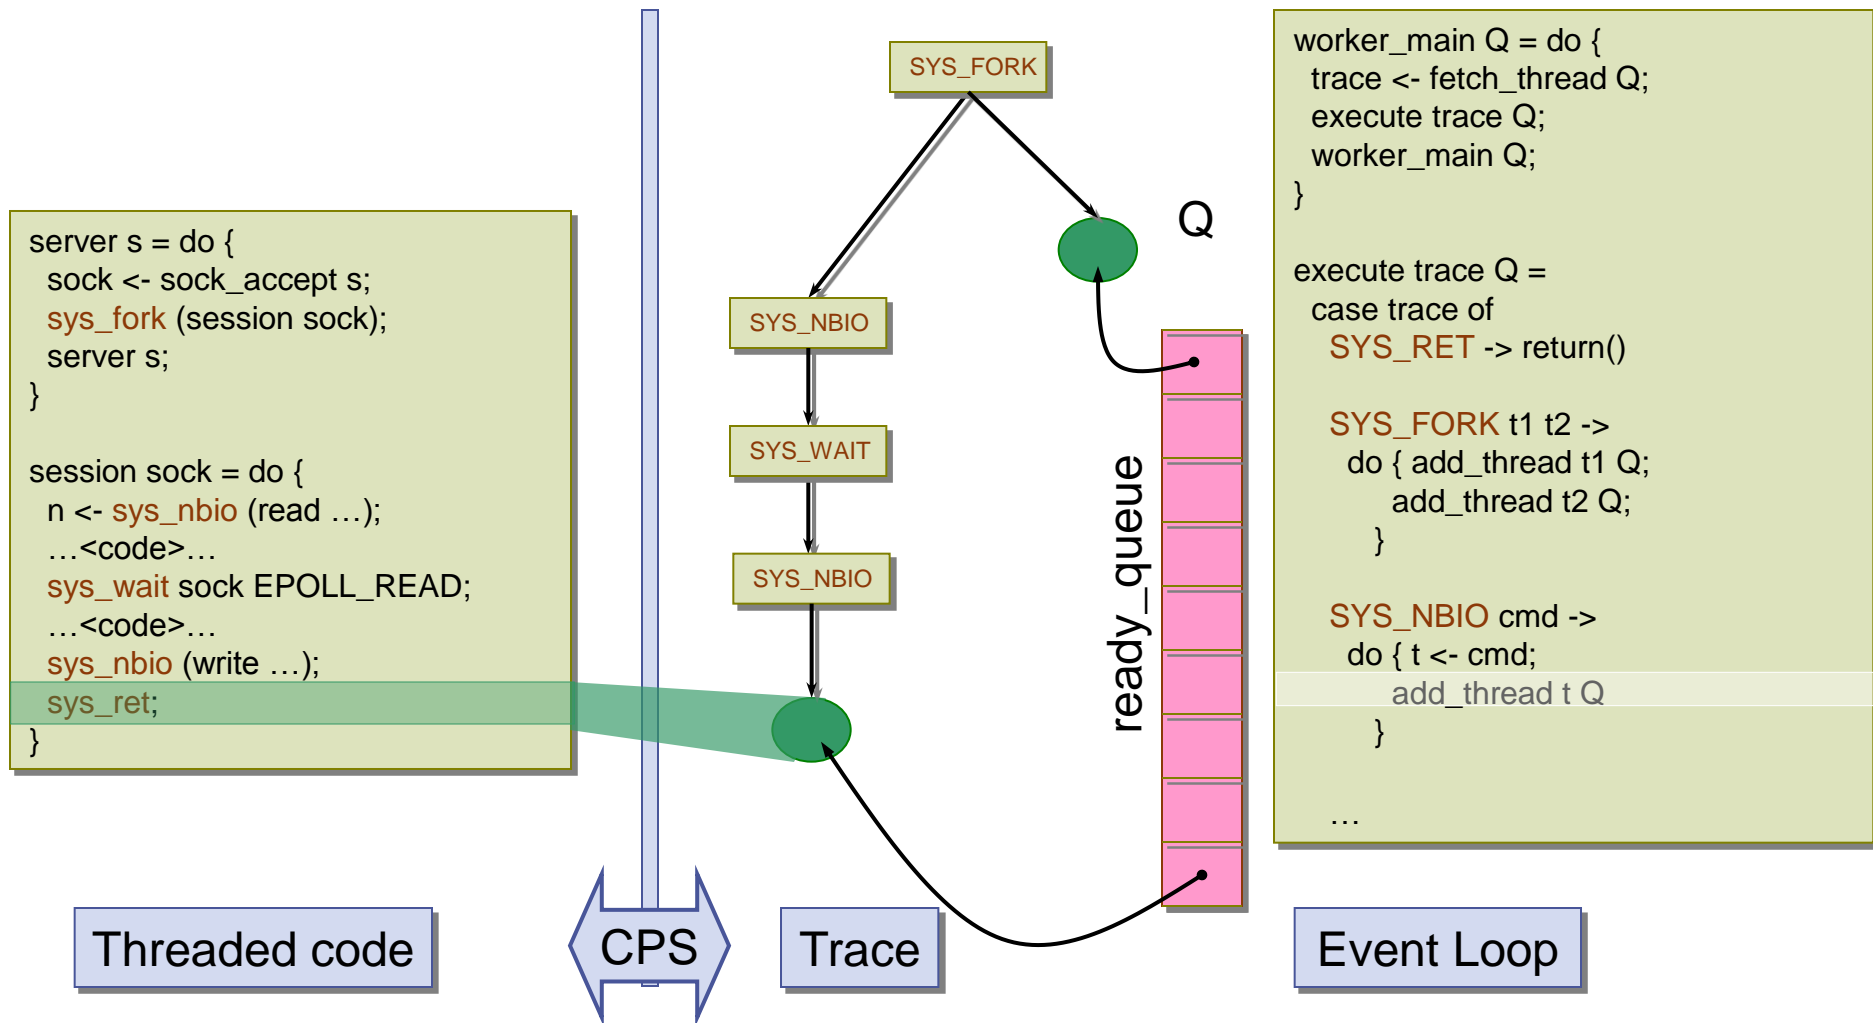 server s = do {
sock <- sock_accept s;
sys_fork (session sock);
server s;
}
session sock = do {
n <- sys_nbio (read …);
…<code>…
sys_wait sock EPOLL_READ;
…<code>…
sys_nbio (write …);
sys_ret;
}
Threaded code
CPS
SYS_FORK
Q
SYS_NBIO
SYS_WAIT
SYS_NBIO
ready_queue
Trace
worker_main Q = do {
trace <- fetch_thread Q;
execute trace Q;
worker_main Q;
}
execute trace Q =
case trace of
SYS_RET -> return()
SYS_FORK t1 t2 ->
do { add_thread t1 Q;
add_thread t2 Q;
}
SYS_NBIO cmd ->
do { t <- cmd;
add_thread t Q
}
…
Event Loop